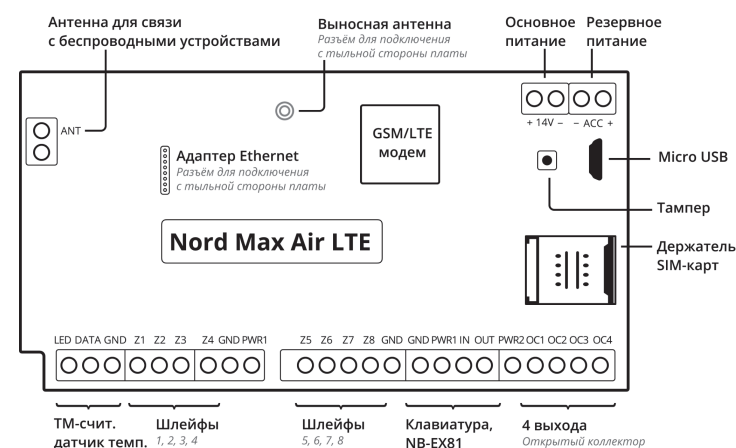 Антенна для связи
с беспроводными устройствами
Выносная антенна
Разъём для подключения
с тыльной стороны платы
Основное
питание
Резервное
питание
ANT
+ 14V –
– ACC +
GSM/LTE
модем
Адаптер Ethernet
Разъём для подключения
с тыльной стороны платы
Micro USB
Тампер
Nord Max Air LTE
Держатель
SIM-карт
LED DATA GND Z1 Z2 Z3 Z4 GND PWR1
Z5 Z6 Z7 Z8 GND GND PWR1 IN OUT PWR2 OC1 OC2 OC3 OC4
ТМ-счит.
датчик темп.
Шлейфы
1, 2, 3, 4
Шлейфы
5, 6, 7, 8
Клавиатура,
NB-EX81
4 выхода
Открытый коллектор